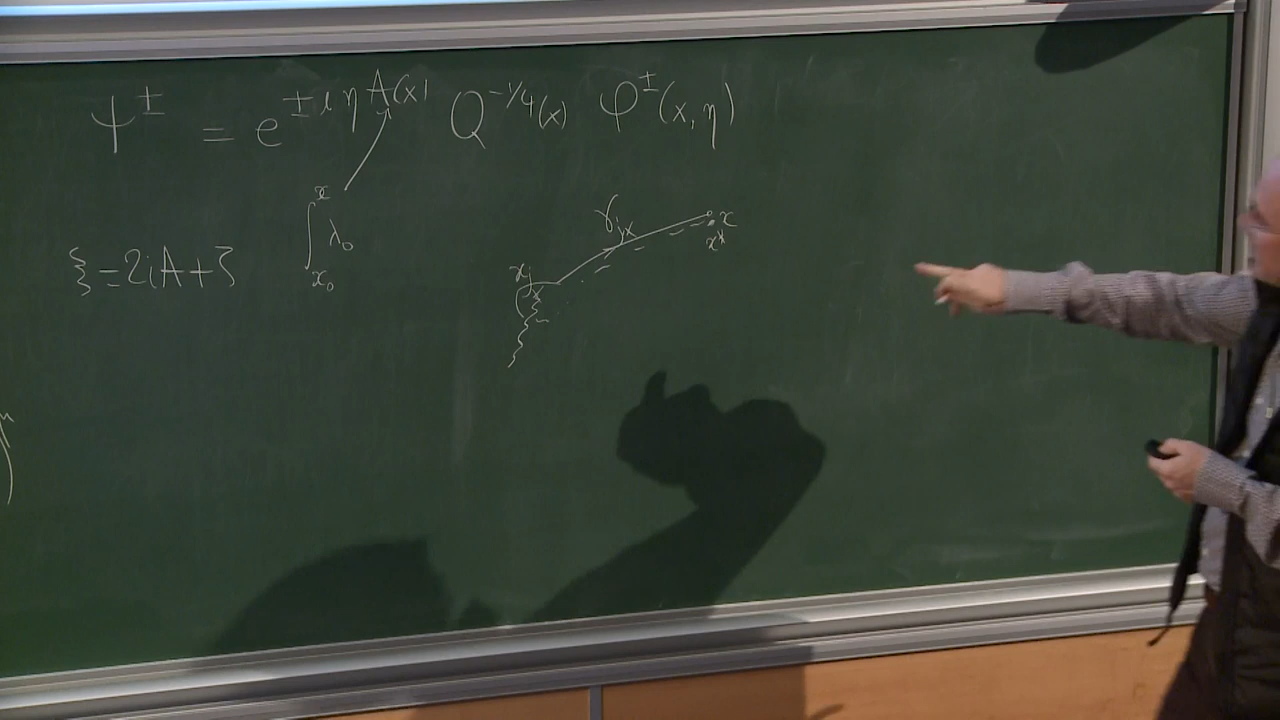 ψ^± = e^{±iηA(x)} Q^{-1/4}(x) φ^±(x, η)
∫_{x_0}^{x} λ_0
ξ = 2iA + ζ
γ_{jx}
x
x*
x_j